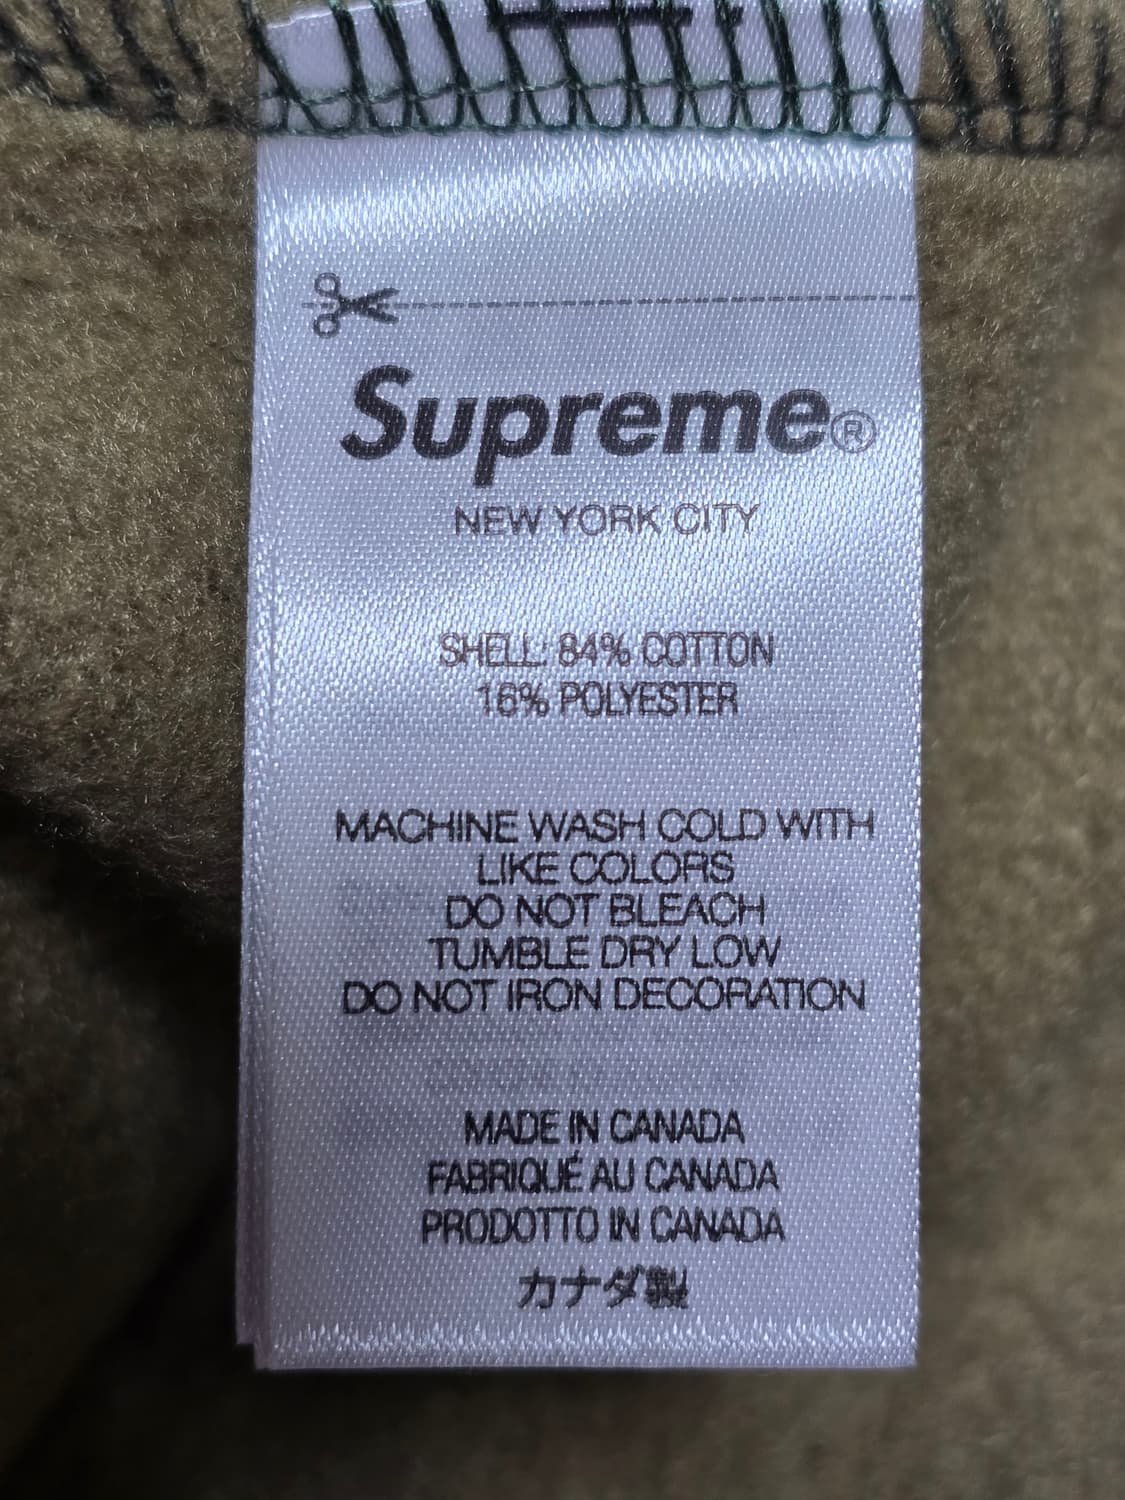 Supreme®
NEW YORK CITY
SHELL: 84% COTTON
16% POLYESTER
MACHINE WASH COLD WITH
LIKE COLORS
DO NOT BLEACH
TUMBLE DRY LOW
DO NOT IRON DECORATION
MADE IN CANADA
FABRIQUÉ AU CANADA
PRODOTTO IN CANADA
カナダ製